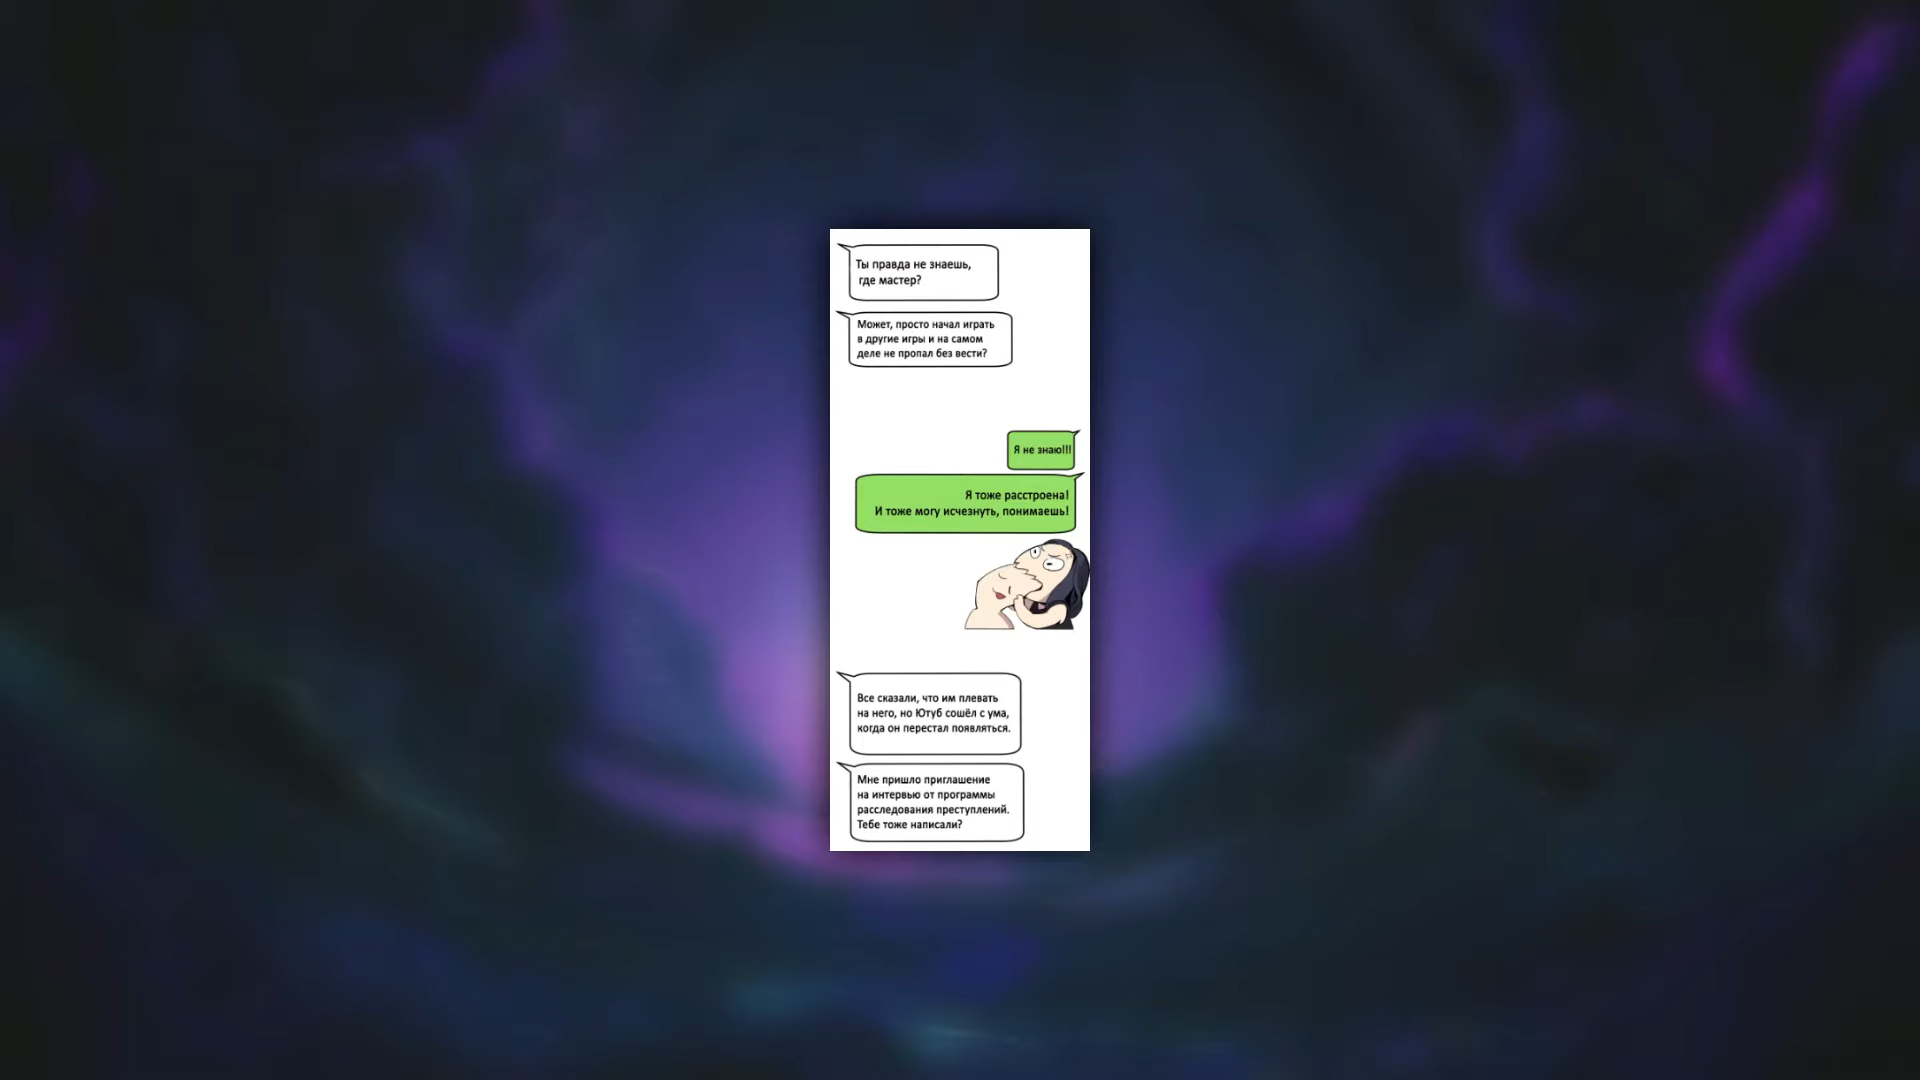 Ты правда не знаешь,
где мастер?
Может, просто начал играть
в другие игры и на самом
деле не пропал без вести?
Я не знаю!!!
Я тоже расстроена!
И тоже могу исчезнуть, понимаешь!
Все сказали, что им плевать
на него, но Ютуб сошёл с ума,
когда он перестал появляться.
Мне пришло приглашение
на интервью от программы
расследования преступлений.
Тебе тоже написали?